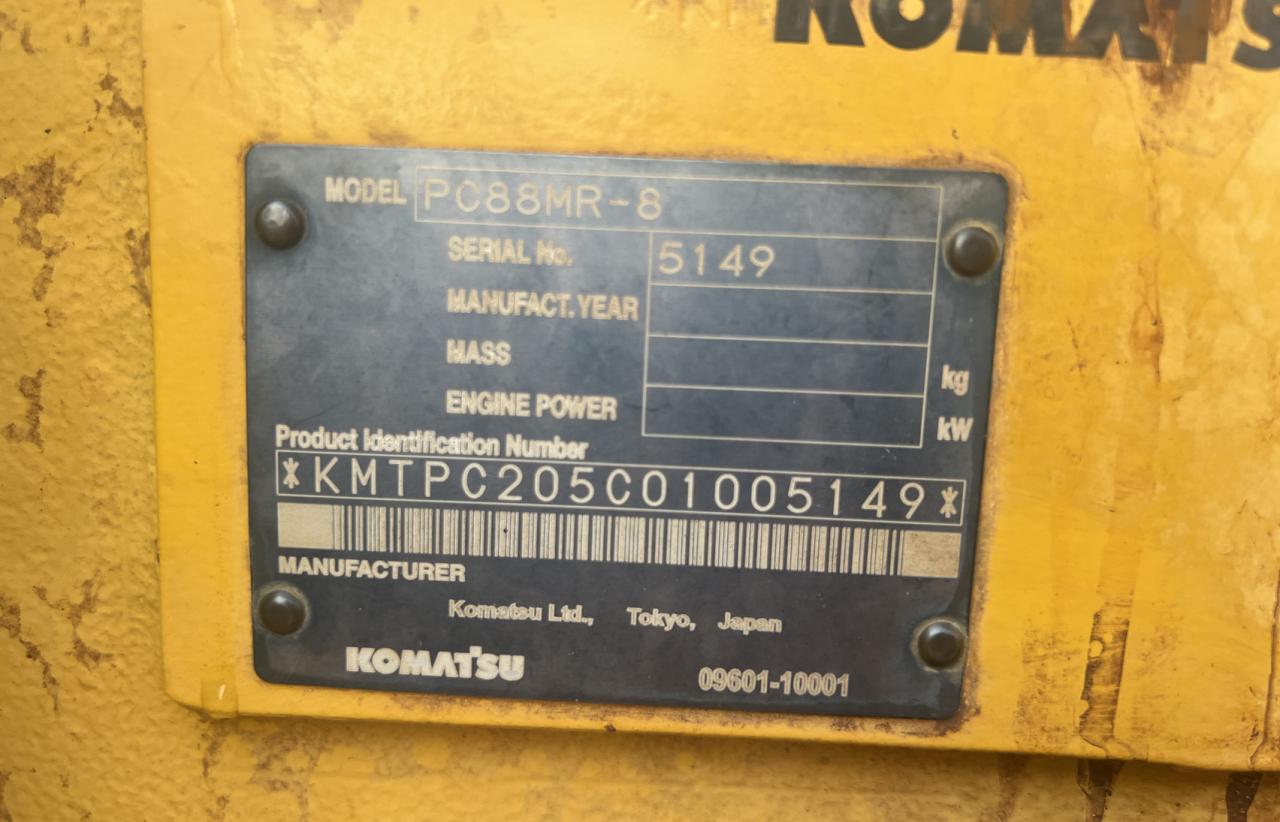 KOMATS
MODEL PC88MR-8
SERIAL No. 5149
MANUFACT. YEAR
MASS kg
ENGINE POWER kW
Product Identification Number
*KMTPC205C01005149*
MANUFACTURER
Komatsu Ltd., Tokyo, Japan
KOMATSU 09601-10001